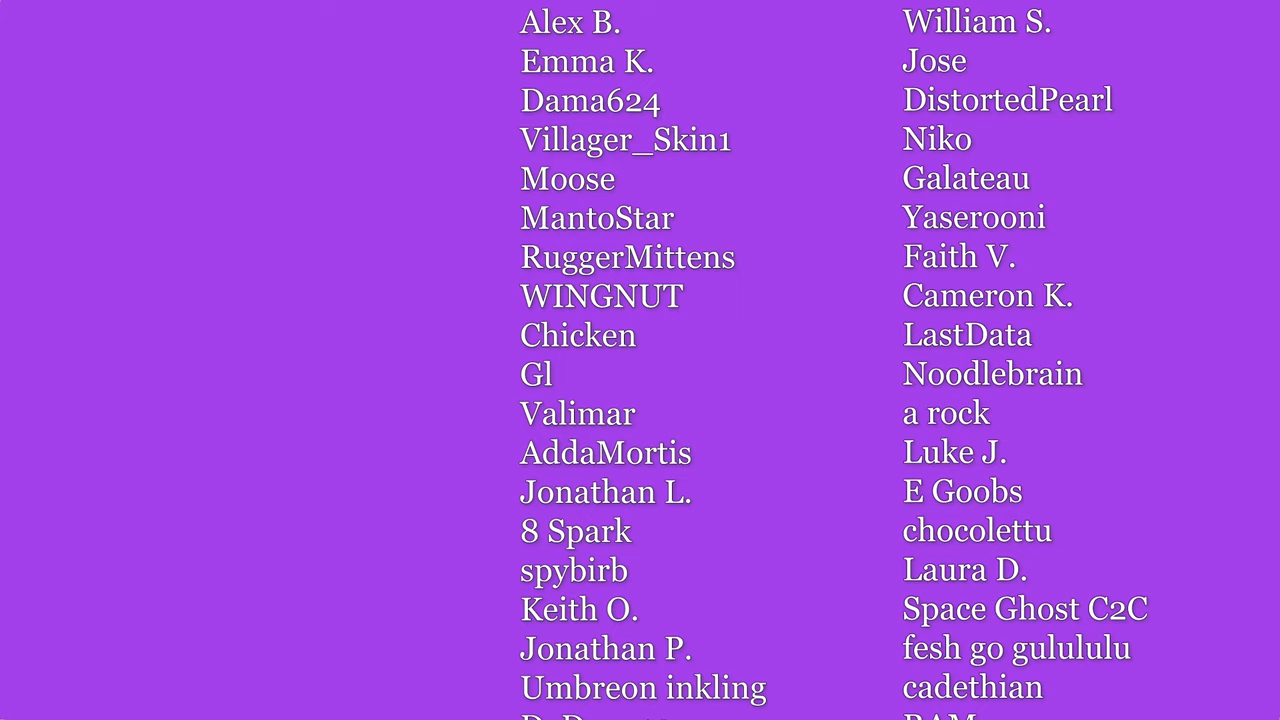 Alex B.
Emma K.
Dama624
Villager_Skin1
Moose
MantoStar
RuggerMittens
WINGNUT
Chicken
Gl
Valimar
AddaMortis
Jonathan L.
8 Spark
spybirb
Keith O.
Jonathan P.
Umbreon inkling
William S.
Jose
DistortedPearl
Niko
Galateau
Yaserooni
Faith V.
Cameron K.
LastData
Noodlebrain
a rock
Luke J.
E Goobs
chocolettu
Laura D.
Space Ghost C2C
fesh go gulululu
cadethian